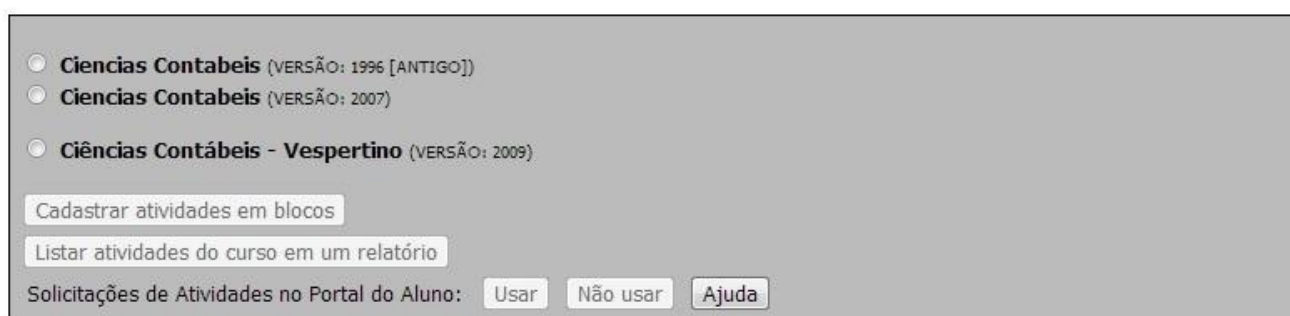 Ciencias Contabeis (VERSÃO: 1996 [ANTIGO])
Ciencias Contabeis (VERSÃO: 2007)
Ciências Contábeis - Vespertino (VERSÃO: 2009)
Cadastrar atividades em blocos
Listar atividades do curso em um relatório
Solicitações de Atividades no Portal do Aluno: Usar Não usar Ajuda